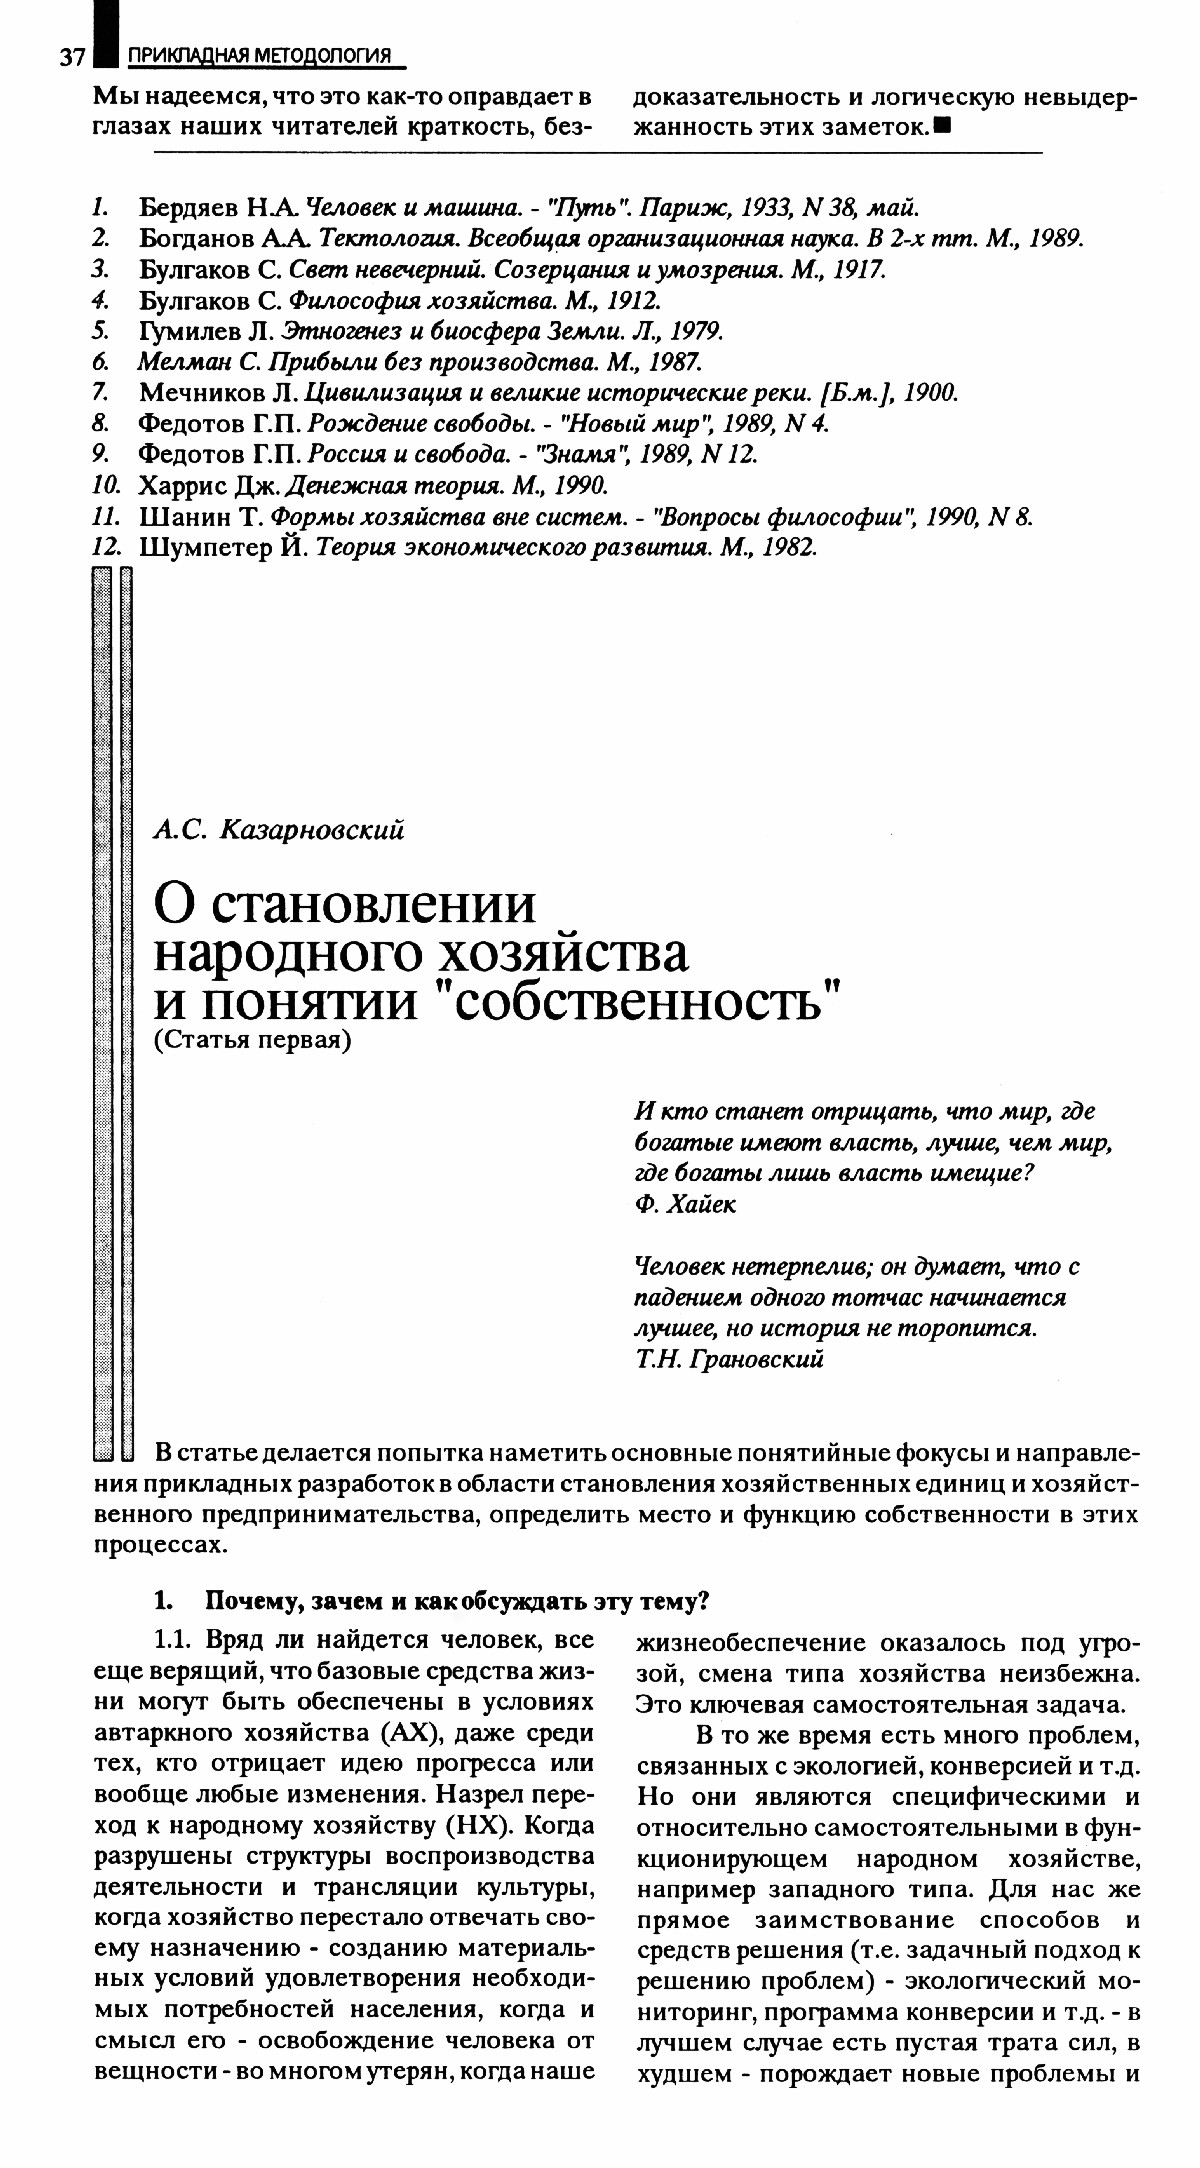 37 ПРИКЛАДНАЯ МЕТОДОЛОГИЯ
Мы надеемся, что это как-то оправдает в
глазах наших читателей краткость, без-
доказательность и логическую невыдер-
жанность этих заметок.■
1. Бердяев Н.А. Человек и машина. - "Путь". Париж, 1933, N 38, май.
2. Богданов А.А. Тектология. Всеобщая организационная наука. В 2-х тт. М., 1989.
3. Булгаков С. Свет невечерний. Созерцания и умозрения. М., 1917.
4. Булгаков С. Философия хозяйства. М., 1912.
5. Гумилев Л. Этногенез и биосфера Земли. Л., 1979.
6. Мелман С. Прибыли без производства. М., 1987.
7. Мечников Л. Цивилизация и великие исторические реки. [Б.м.], 1900.
8. Федотов Г.П. Рождение свободы. - "Новый мир", 1989, N 4.
9. Федотов Г.П. Россия и свобода. - "Знамя", 1989, N 12.
10. Харрис Дж. Денежная теория. М., 1990.
11. Шанин Т. Формы хозяйства вне систем. - "Вопросы философии", 1990, N 8.
12. Шумпетер Й. Теория экономического развития. М., 1982.
А.С. Казарновский
О становлении
народного хозяйства
и понятии "собственность"
(Статья первая)
И кто станет отрицать, что мир, где
богатые имеют власть, лучше, чем мир,
где богаты лишь власть имещие?
Ф. Хайек
Человек нетерпелив; он думает, что с
падением одного тотчас начинается
лучшее, но история не торопится.
Т.Н. Грановский
В статье делается попытка наметить основные понятийные фокусы и направле-
ния прикладных разработок в области становления хозяйственных единиц и хозяйст-
венного предпринимательства, определить место и функцию собственности в этих
процессах.
1. Почему, зачем и как обсуждать эту тему?
1.1. Вряд ли найдется человек, все
еще верящий, что базовые средства жиз-
ни могут быть обеспечены в условиях
автаркного хозяйства (АХ), даже среди
тех, кто отрицает идею прогресса или
вообще любые изменения. Назрел пере-
ход к народному хозяйству (НХ). Когда
разрушены структуры воспроизводства
деятельности и трансляции культуры,
когда хозяйство перестало отвечать сво-
ему назначению - созданию материаль-
ных условий удовлетворения необходи-
мых потребностей населения, когда и
смысл его - освобождение человека от
вещности - во многом утерян, когда наше
жизнеобеспечение оказалось под угро-
зой, смена типа хозяйства неизбежна.
Это ключевая самостоятельная задача.
В то же время есть много проблем,
связанных с экологией, конверсией и т.д.
Но они являются специфическими и
относительно самостоятельными в фун-
кционирующем народном хозяйстве,
например западного типа. Для нас же
прямое заимствование способов и
средств решения (т.е. задачный подход к
решению проблем) - экологический мо-
ниторинг, программа конверсии и т.д. - в
лучшем случае есть пустая трата сил, в
худшем - порождает новые проблемы и